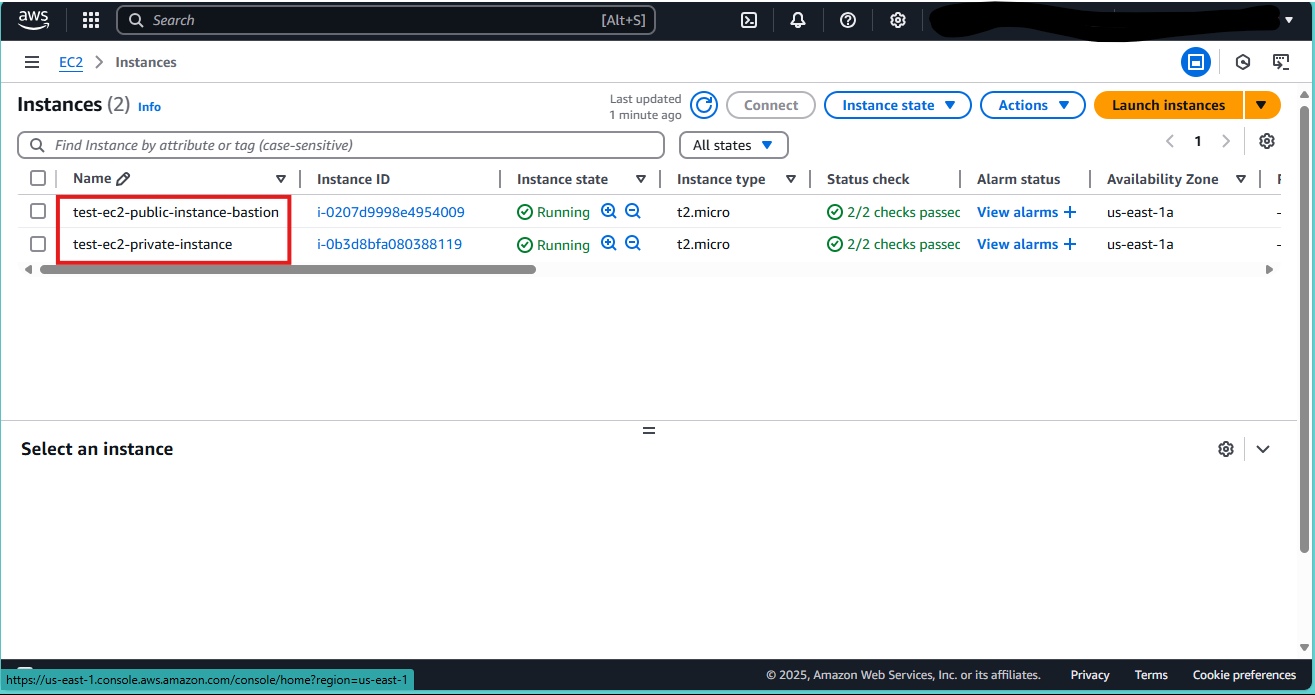 aws Search [Alt+S]
EC2 Instances
Instances (2) Info
Last updated
1 minute ago
Connect Instance state Actions Launch instances
Find Instance by attribute or tag (case-sensitive) All states 1
Name Instance ID Instance state Instance type Status check Alarm status Availability Zone
test-ec2-public-instance-bastion i-0207d9998e4954009 Running t2.micro 2/2 checks passec View alarms + us-east-1a -
test-ec2-private-instance i-0b3d8bfa080388119 Running t2.micro 2/2 checks passec View alarms + us-east-1a -
Select an instance
https://us-east-1.console.aws.amazon.com/console/home?region=us-east-1
© 2025, Amazon Web Services, Inc. or its affiliates. Privacy Terms Cookie preferences